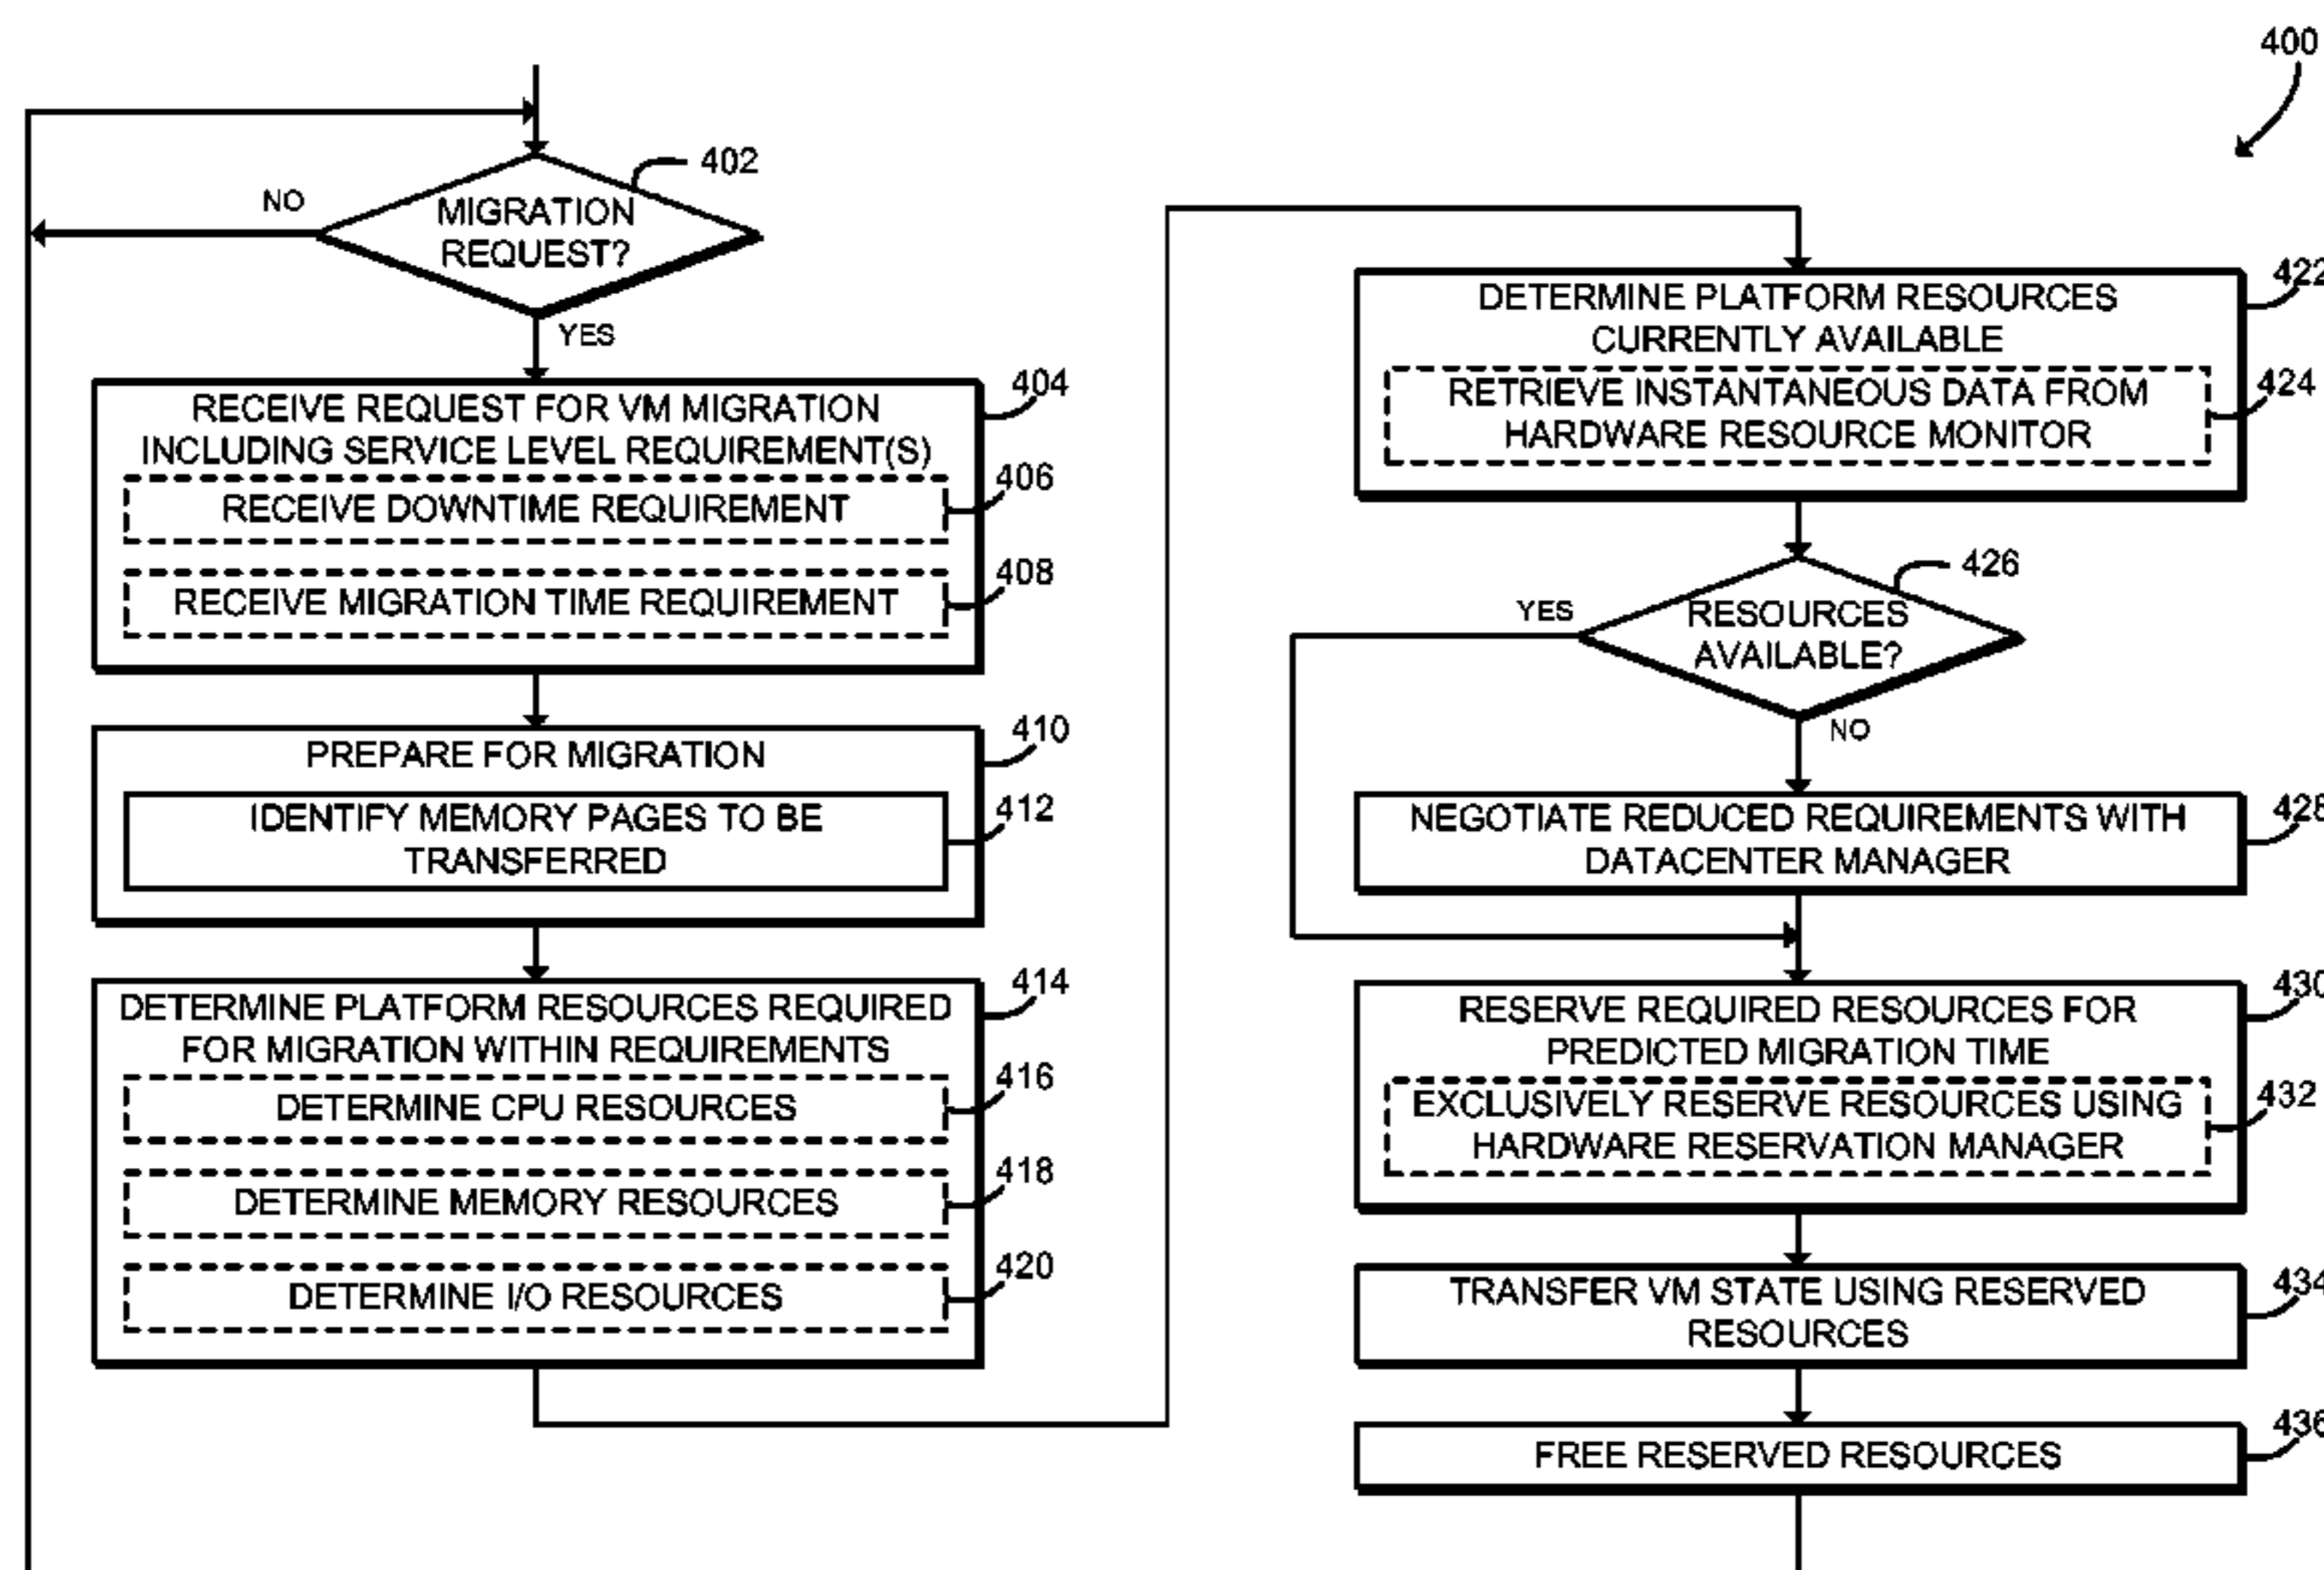 400
402
MIGRATION
REQUEST?
NO
YES
404
RECEIVE REQUEST FOR VM MIGRATION
INCLUDING SERVICE LEVEL REQUIREMENT(S)
406
RECEIVE DOWNTIME REQUIREMENT
408
RECEIVE MIGRATION TIME REQUIREMENT
410
PREPARE FOR MIGRATION
412
IDENTIFY MEMORY PAGES TO BE
TRANSFERRED
414
DETERMINE PLATFORM RESOURCES REQUIRED
FOR MIGRATION WITHIN REQUIREMENTS
416
DETERMINE CPU RESOURCES
418
DETERMINE MEMORY RESOURCES
420
DETERMINE I/O RESOURCES
422
DETERMINE PLATFORM RESOURCES
CURRENTLY AVAILABLE
424
RETRIEVE INSTANTANEOUS DATA FROM
HARDWARE RESOURCE MONITOR
426
RESOURCES
AVAILABLE?
YES
NO
428
NEGOTIATE REDUCED REQUIREMENTS WITH
DATACENTER MANAGER
430
RESERVE REQUIRED RESOURCES FOR
PREDICTED MIGRATION TIME
432
EXCLUSIVELY RESERVE RESOURCES USING
HARDWARE RESERVATION MANAGER
434
TRANSFER VM STATE USING RESERVED
RESOURCES
436
FREE RESERVED RESOURCES